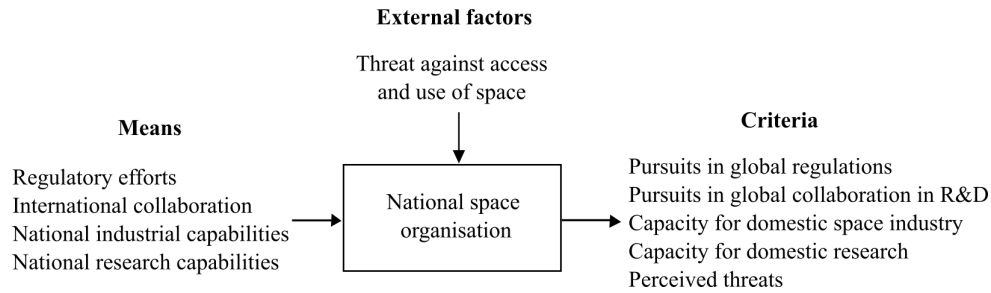 External factors
Threat against access
and use of space
Means
Regulatory efforts
International collaboration
National industrial capabilities
National research capabilities
National space
organisation
Criteria
Pursuits in global regulations
Pursuits in global collaboration in R&D
Capacity for domestic space industry
Capacity for domestic research
Perceived threats